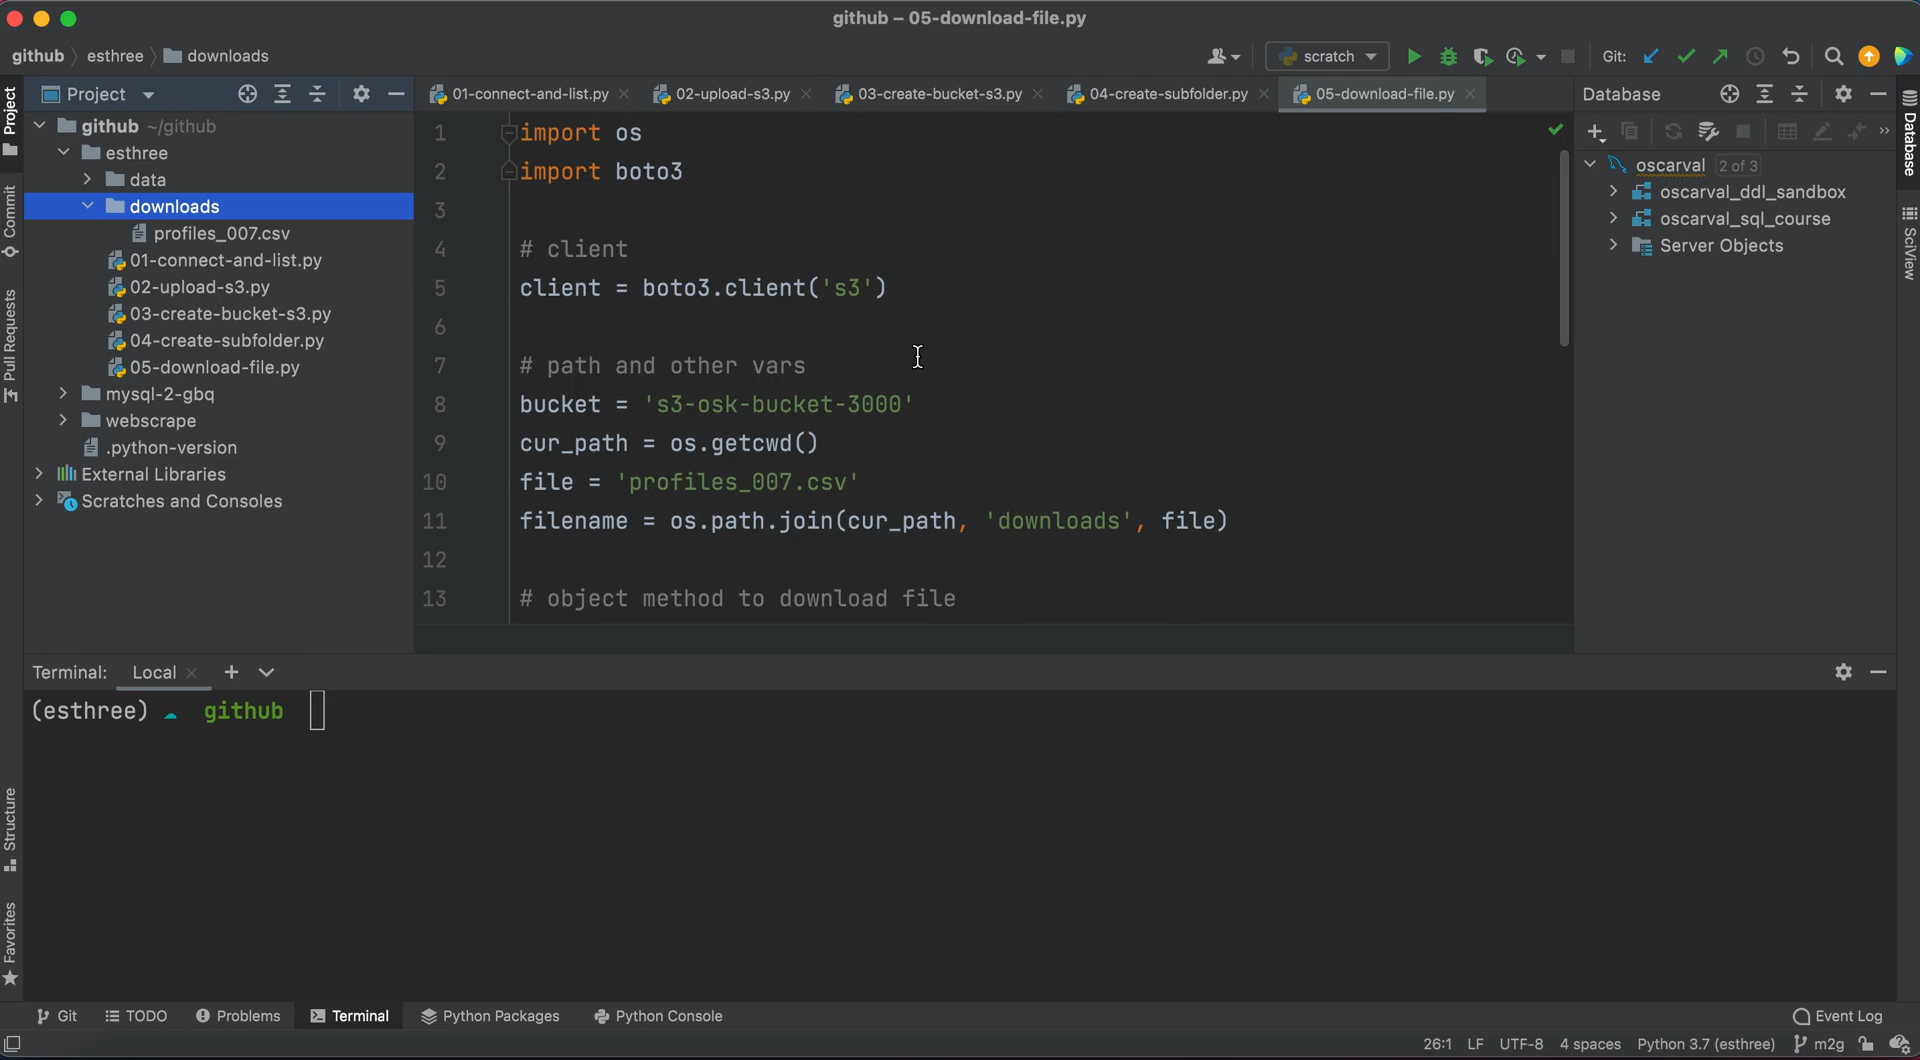 github – 05-download-file.py
github esthree downloads
scratch
Git:
Project
01-connect-and-list.py
02-upload-s3.py
03-create-bucket-s3.py
04-create-subfolder.py
05-download-file.py
Database
Project
Commit
Pull Requests
Structure
Favorites
github ~/github
esthree
data
downloads
profiles_007.csv
01-connect-and-list.py
02-upload-s3.py
03-create-bucket-s3.py
04-create-subfolder.py
05-download-file.py
mysql-2-gbq
webscrape
.python-version
External Libraries
Scratches and Consoles
1 import os
2 import boto3
3
4 # client
5 client = boto3.client('s3')
6
7 # path and other vars
8 bucket = 's3-osk-bucket-3000'
9 cur_path = os.getcwd()
10 file = 'profiles_007.csv'
11 filename = os.path.join(cur_path, 'downloads', file)
12
13 # object method to download file
oscarval 2 of 3
oscarval_ddl_sandbox
oscarval_sql_course
Server Objects
Database
SciView
Terminal: Local
(esthree) github
Git TODO Problems Terminal Python Packages Python Console Event Log
26:1 LF UTF-8 4 spaces Python 3.7 (esthree) m2g